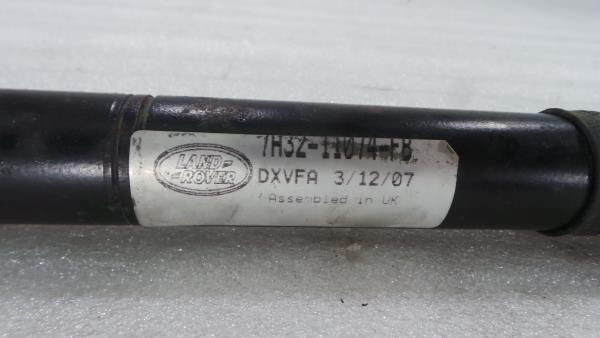 7H32-11074-FB
LAND-
-ROVER
DXVFA 3/12/07
Assembled in UK